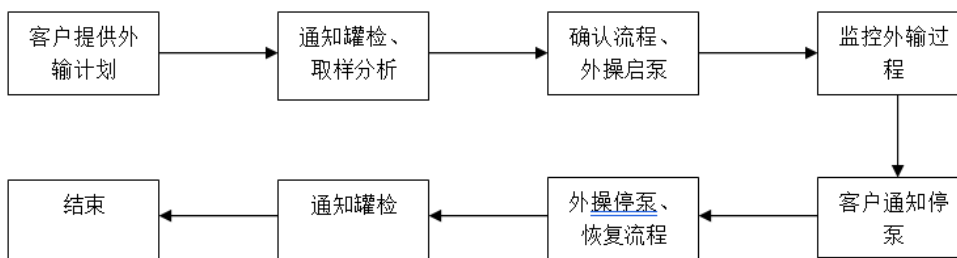 客户提供外
输计划
通知罐检、
取样分析
确认流程、
外操启泵
监控外输过
程
客户通知停
泵
外操停泵、
恢复流程
通知罐检
结束